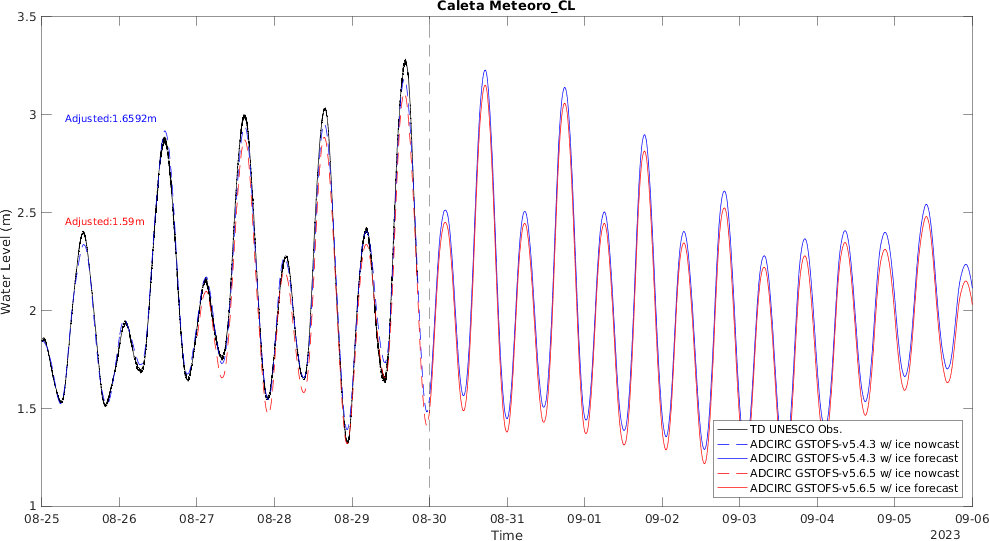 Caleta Meteoro_CL
3.5
3
2.5
2
1.5
1
Water Level (m)
Adjusted:1.6592m
Adjusted:1.59m
TD UNESCO Obs.
ADCIRC GSTOFS-v5.4.3 w/ ice nowcast
ADCIRC GSTOFS-v5.4.3 w/ ice forecast
ADCIRC GSTOFS-v5.6.5 w/ ice nowcast
ADCIRC GSTOFS-v5.6.5 w/ ice forecast
08-25 08-26 08-27 08-28 08-29 08-30 08-31 09-01 09-02 09-03 09-04 09-05 09-06
Time 2023